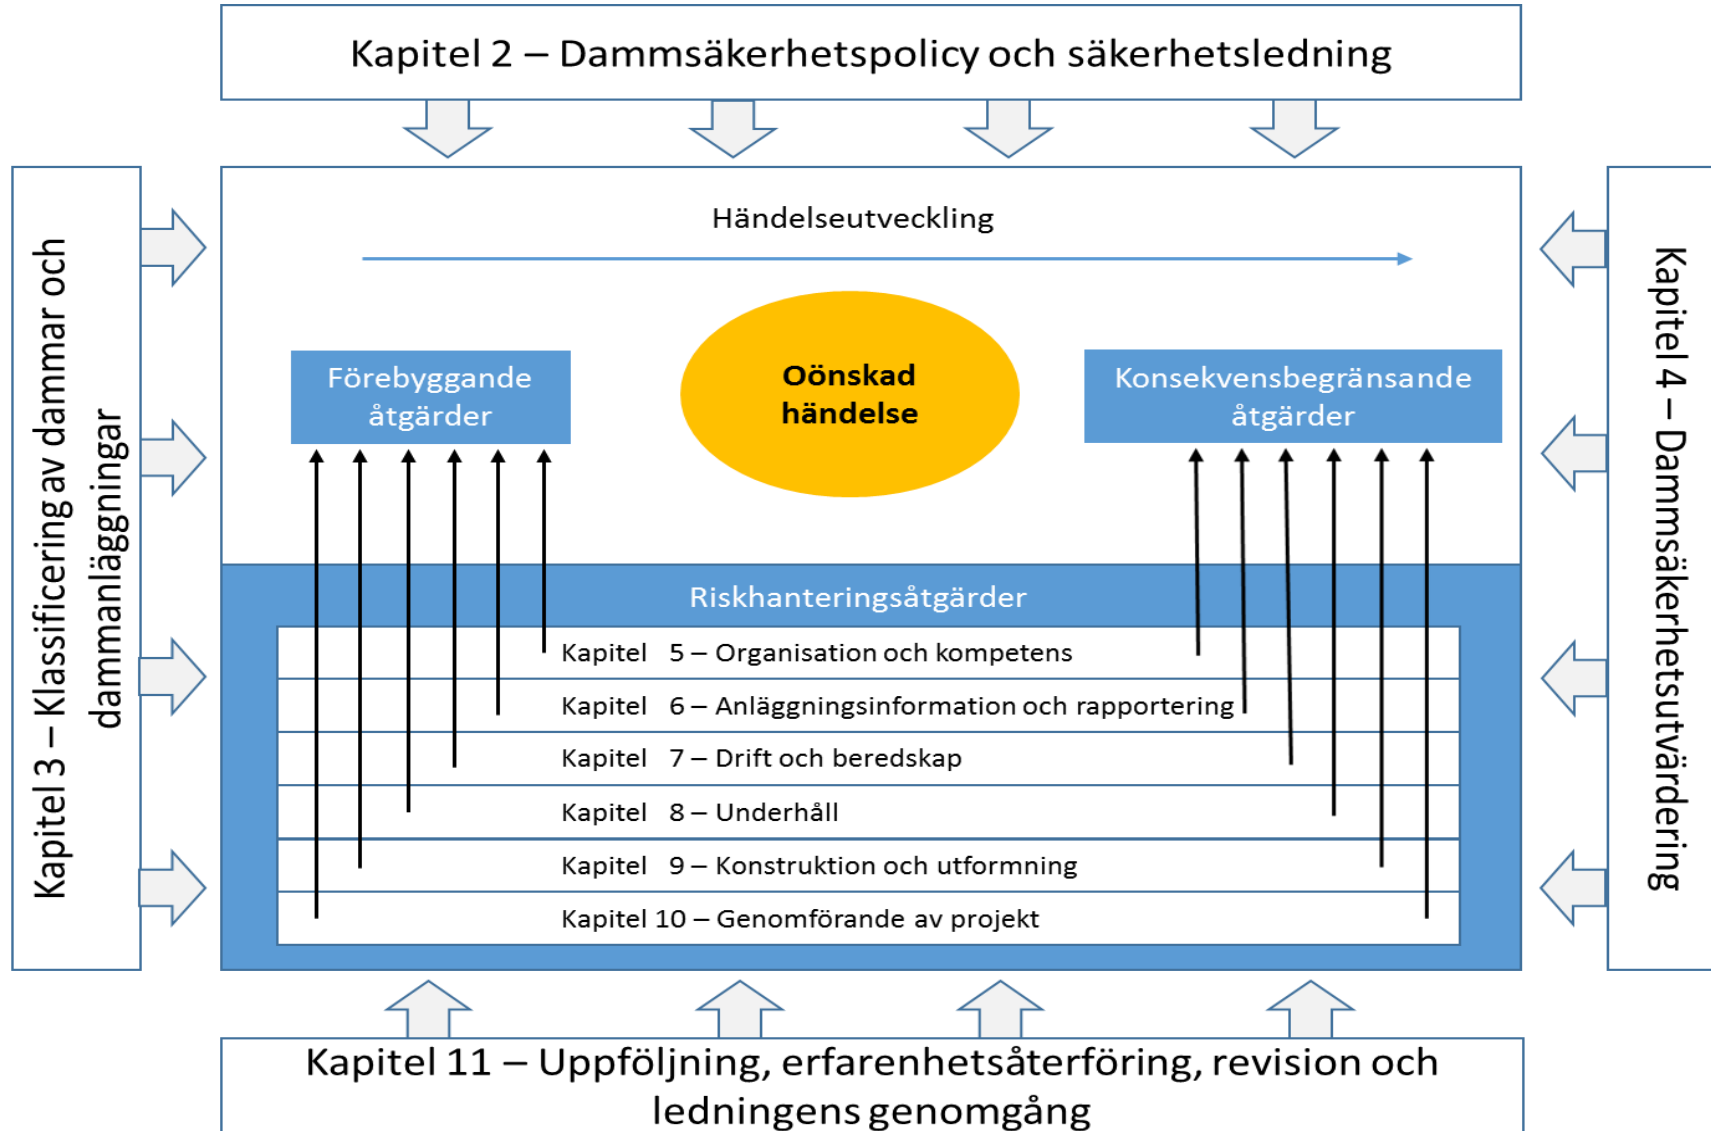 Kapitel 2 – Dammsäkerhetspolicy och säkerhetsledning
Kapitel 3 – Klassificering av dammar och
dammanläggningar
Händelseutveckling
Förebyggande
åtgärder
Oönskad
händelse
Konsekvensbegränsande
åtgärder
Riskhanteringsåtgärder
Kapitel 5 – Organisation och kompetens
Kapitel 6 – Anläggningsinformation och rapportering
Kapitel 7 – Drift och beredskap
Kapitel 8 – Underhåll
Kapitel 9 – Konstruktion och utformning
Kapitel 10 – Genomförande av projekt
Kapitel 4 – Dammsäkerhetsutvärdering
Kapitel 11 – Uppföljning, erfarenhetsåterföring, revision och
ledningens genomgång